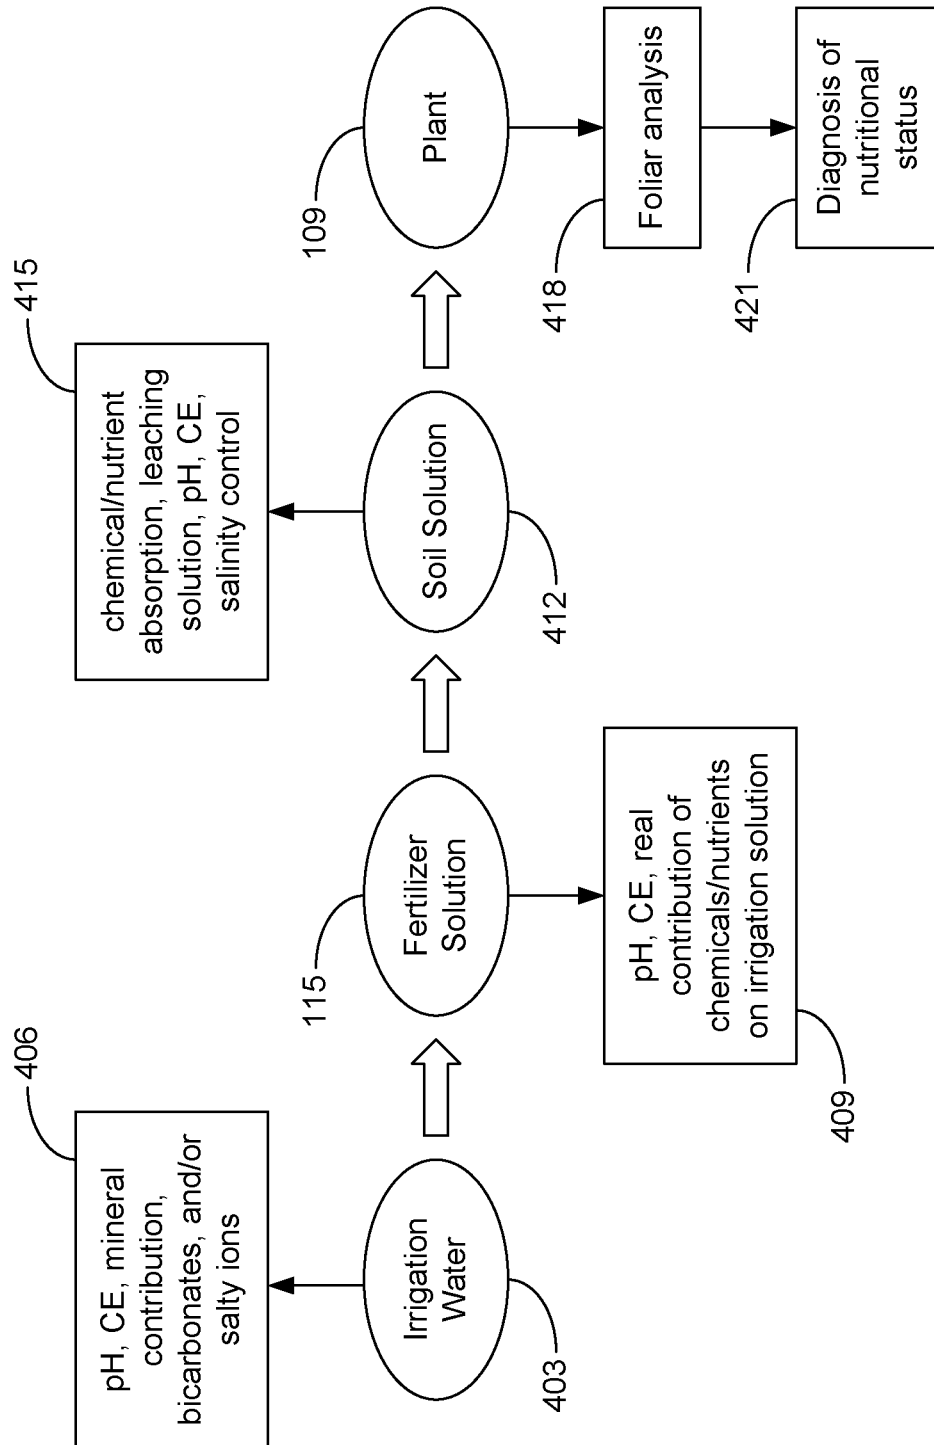 406
pH, CE, mineral
contribution,
bicarbonates, and/or
salty ions
Irrigation
Water
403
115
Fertilizer
Solution
pH, CE, real
contribution of
chemicals/nutrients
on irrigation solution
409
415
chemical/nutrient
absorption, leaching
solution, pH, CE,
salinity control
Soil Solution
412
109
Plant
418
Foliar analysis
421
Diagnosis of
nutritional
status